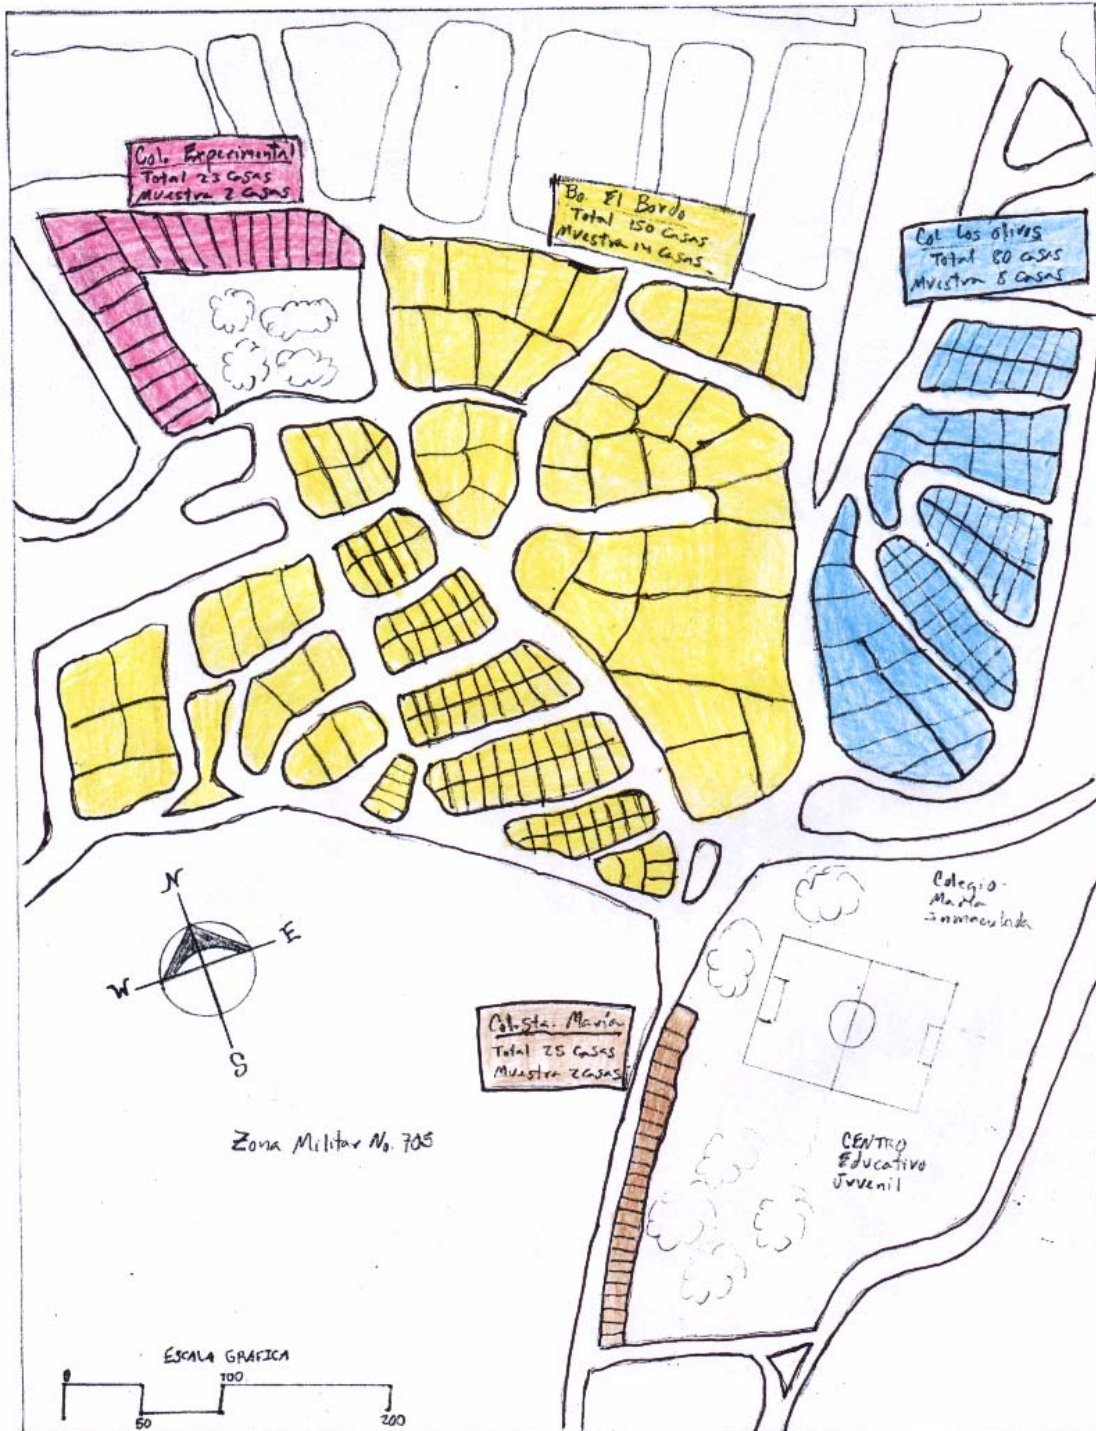 Col. Experimental
Total 23 Casas
Muestra 2 Casas
Bo. El Bordo
Total 150 Casas
Muestra 14 Casas
Col. Los Olivos
Total 80 casas
Muestra 8 Casas
Colegio
María
Inmaculada
N
E
W
S
Col. Sta. María
Total 25 Casas
Muestra 2 Casas
Zona Militar No. 705
CENTRO
Educativo
Juvenil
ESCALA GRAFICA
0
100
50
200